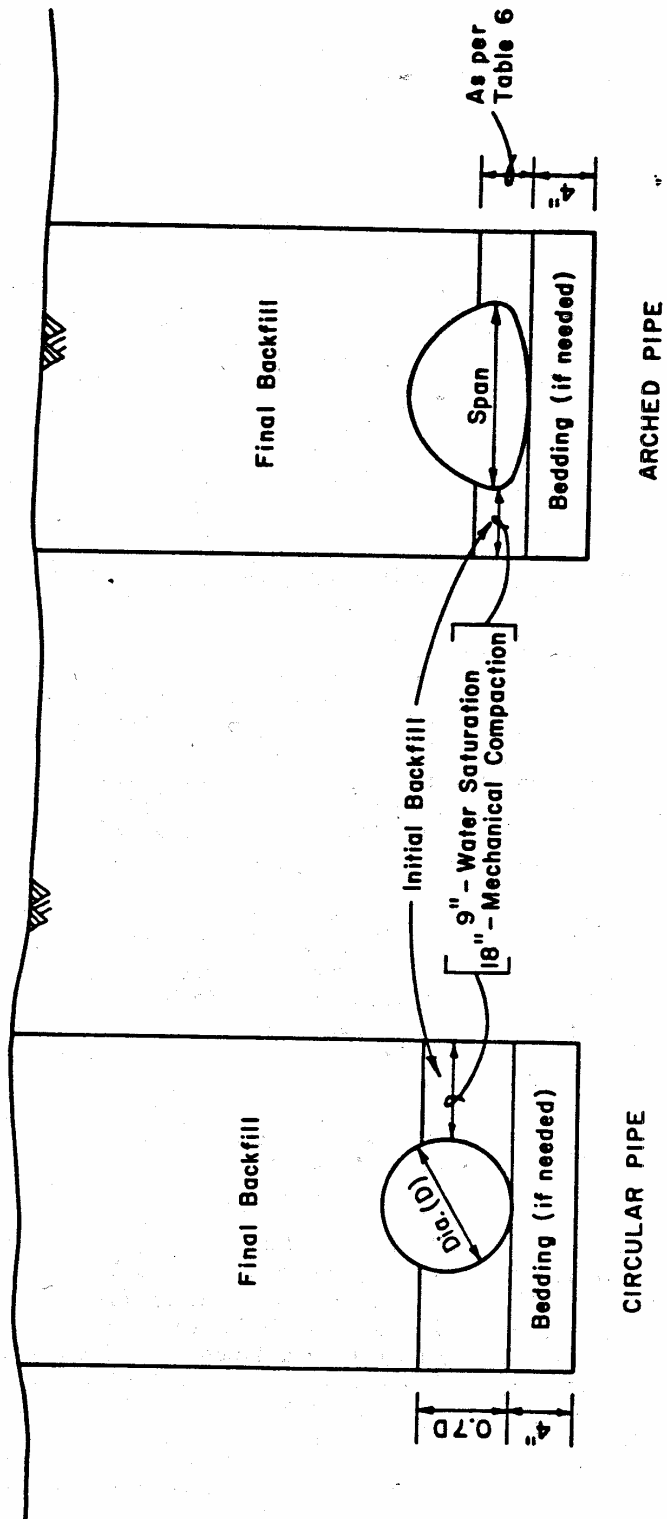 Final Backfill
Dia. (D)
Bedding (if needed)
0.7D
4"
CIRCULAR PIPE
Initial Backfill
9" - Water Saturation
18" - Mechanical Compaction
Final Backfill
Span
Bedding (if needed)
As per
Table 6
4"
ARCHED PIPE